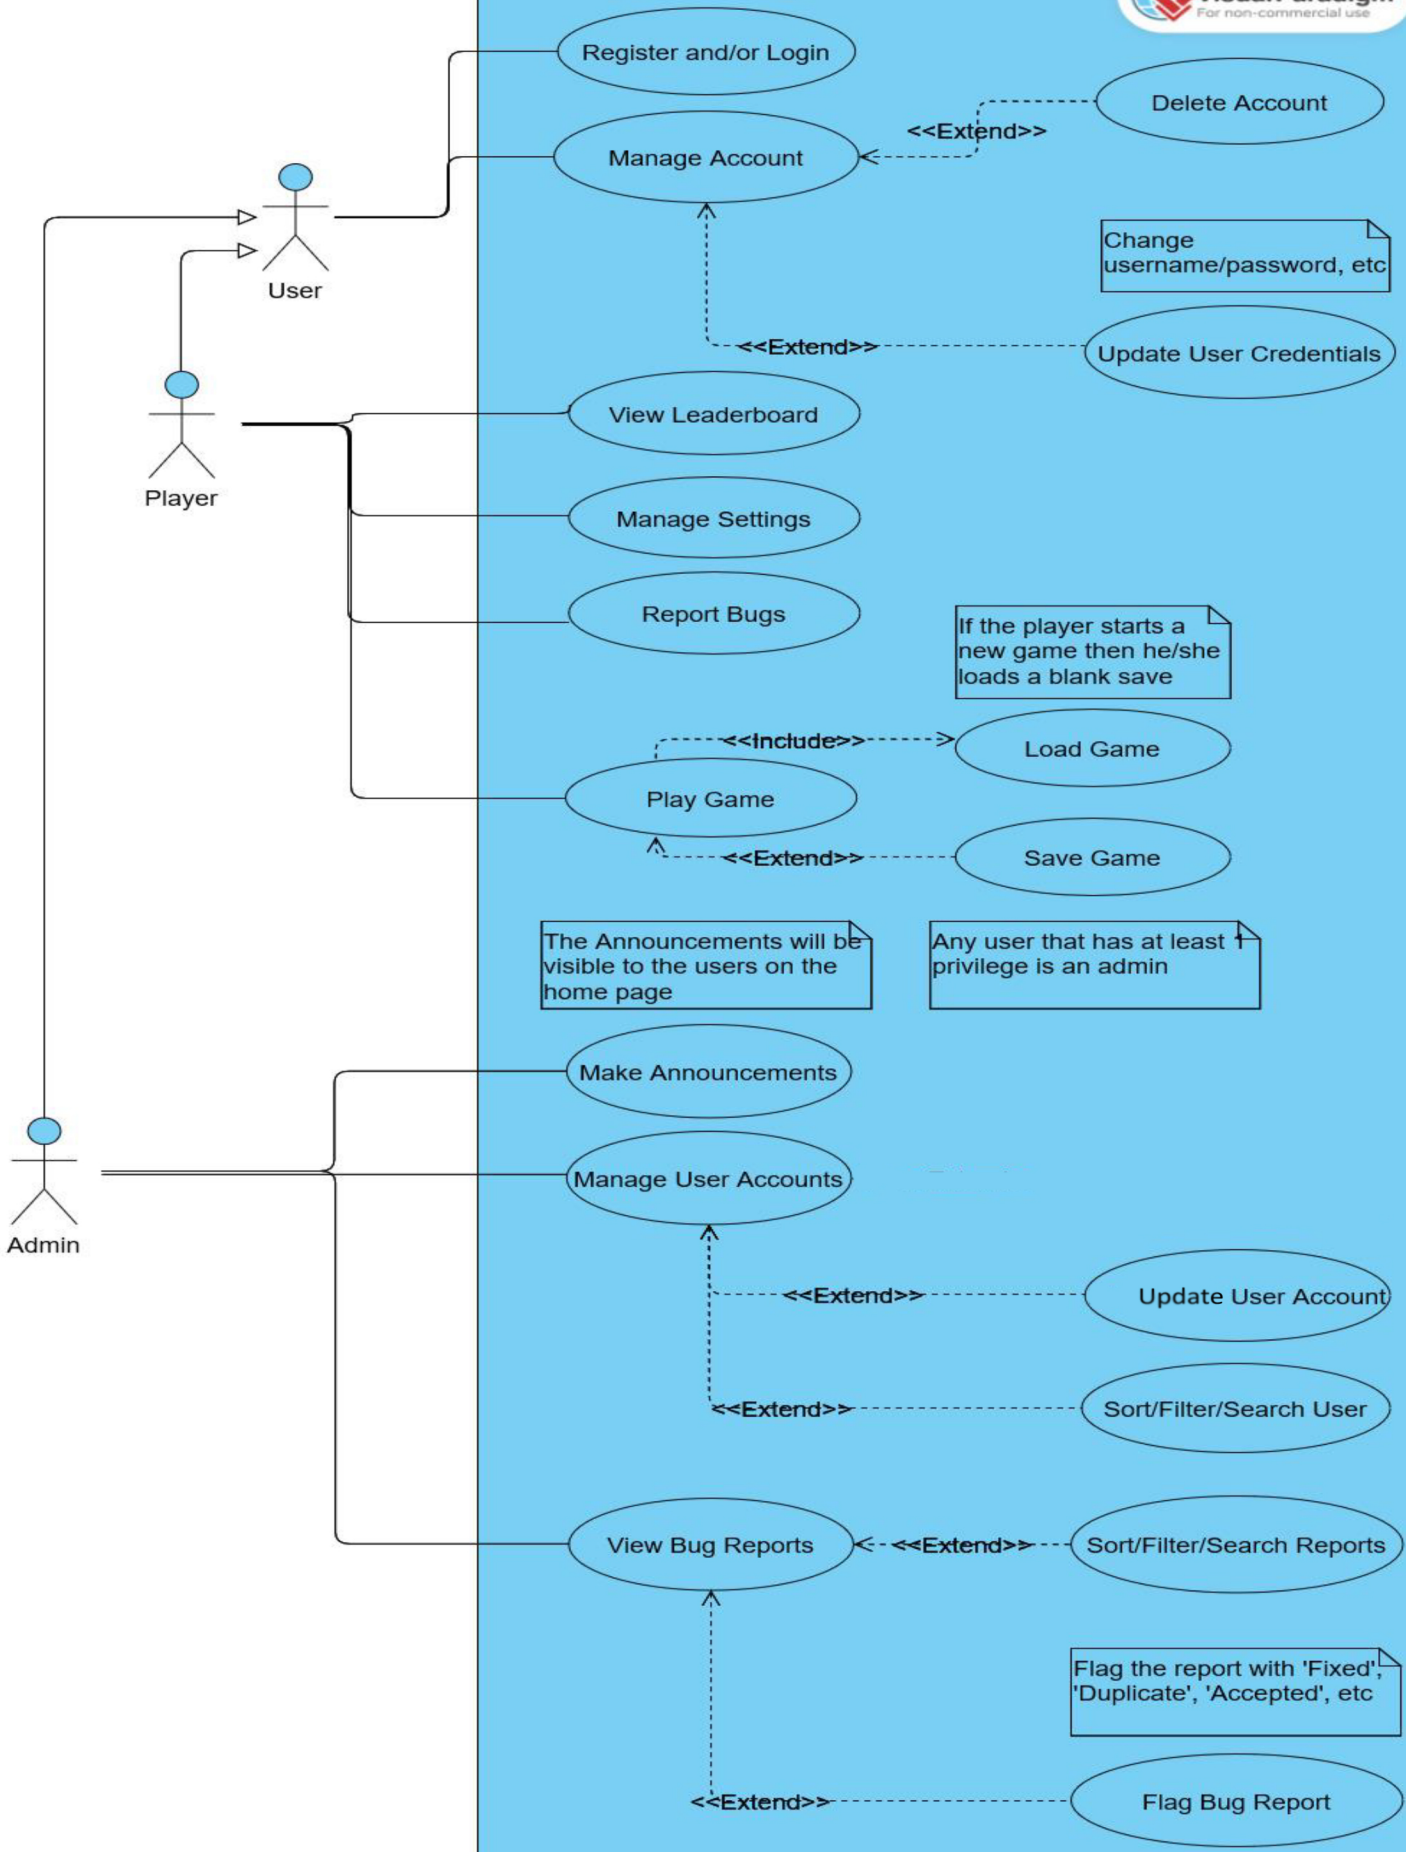 For non-commercial use
Register and/or Login
Delete Account
<<Extend>>
Manage Account
Change
username/password, etc
User
<<Extend>>
Update User Credentials
View Leaderboard
Player
Manage Settings
Report Bugs
If the player starts a
new game then he/she
loads a blank save
<<Include>>
Load Game
Play Game
<<Extend>>
Save Game
The Announcements will be
visible to the users on the
home page
Any user that has at least 1
privilege is an admin
Make Announcements
Manage User Accounts
Admin
<<Extend>>
Update User Account
<<Extend>>
Sort/Filter/Search User
View Bug Reports
<<Extend>>
Sort/Filter/Search Reports
Flag the report with 'Fixed',
'Duplicate', 'Accepted', etc
<<Extend>>
Flag Bug Report